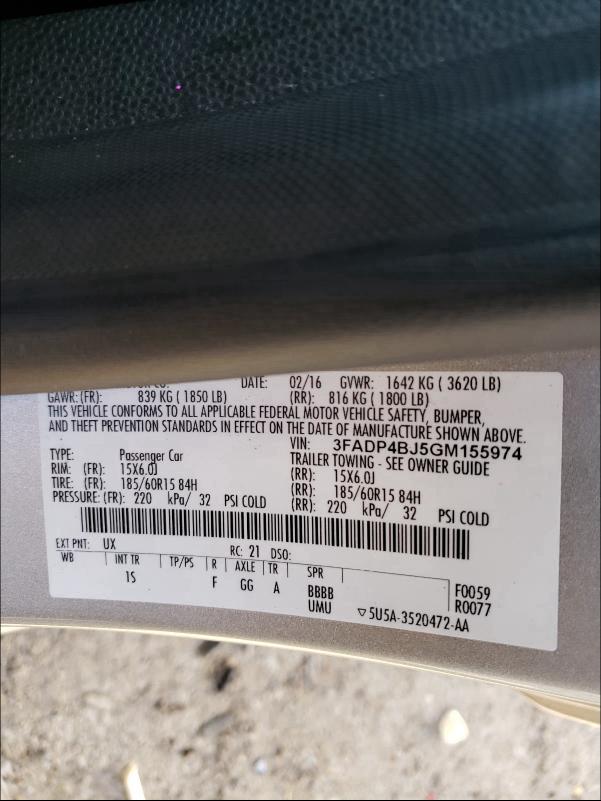 DATE: 02/16 GVWR: 1642 KG ( 3620 LB)
GAWR: (FR): 839 KG ( 1850 LB) (RR): 816 KG ( 1800 LB)
THIS VEHICLE CONFORMS TO ALL APPLICABLE FEDERAL MOTOR VEHICLE SAFETY, BUMPER,
AND THEFT PREVENTION STANDARDS IN EFFECT ON THE DATE OF MANUFACTURE SHOWN ABOVE.
VIN: 3FADP4BJ5GM155974
TYPE: Passenger Car TRAILER TOWING - SEE OWNER GUIDE
RIM: (FR): 15X6.0J (RR): 15X6.0J
TIRE: (FR): 185/60R15 84H (RR): 185/60R15 84H
PRESSURE: (FR): 220 kPa/ 32 PSI COLD (RR): 220 kPa/ 32 PSI COLD
EXT PNT: UX RC: 21 DSO:
WB INT TR TP/PS R AXLE TR SPR F0059
1S F GG A BBBB R0077
UMU ▽5U5A-3520472-AA